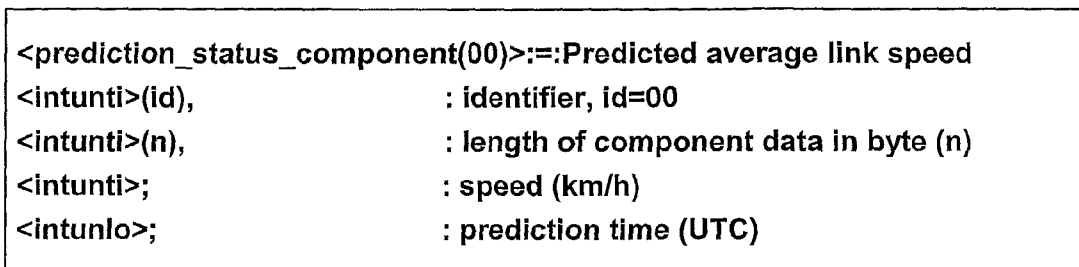 <prediction_status_component(00)>:=:Predicted average link speed
<intunti>(id), : identifier, id=00
<intunti>(n), : length of component data in byte (n)
<intunti>; : speed (km/h)
<intunlo>; : prediction time (UTC)